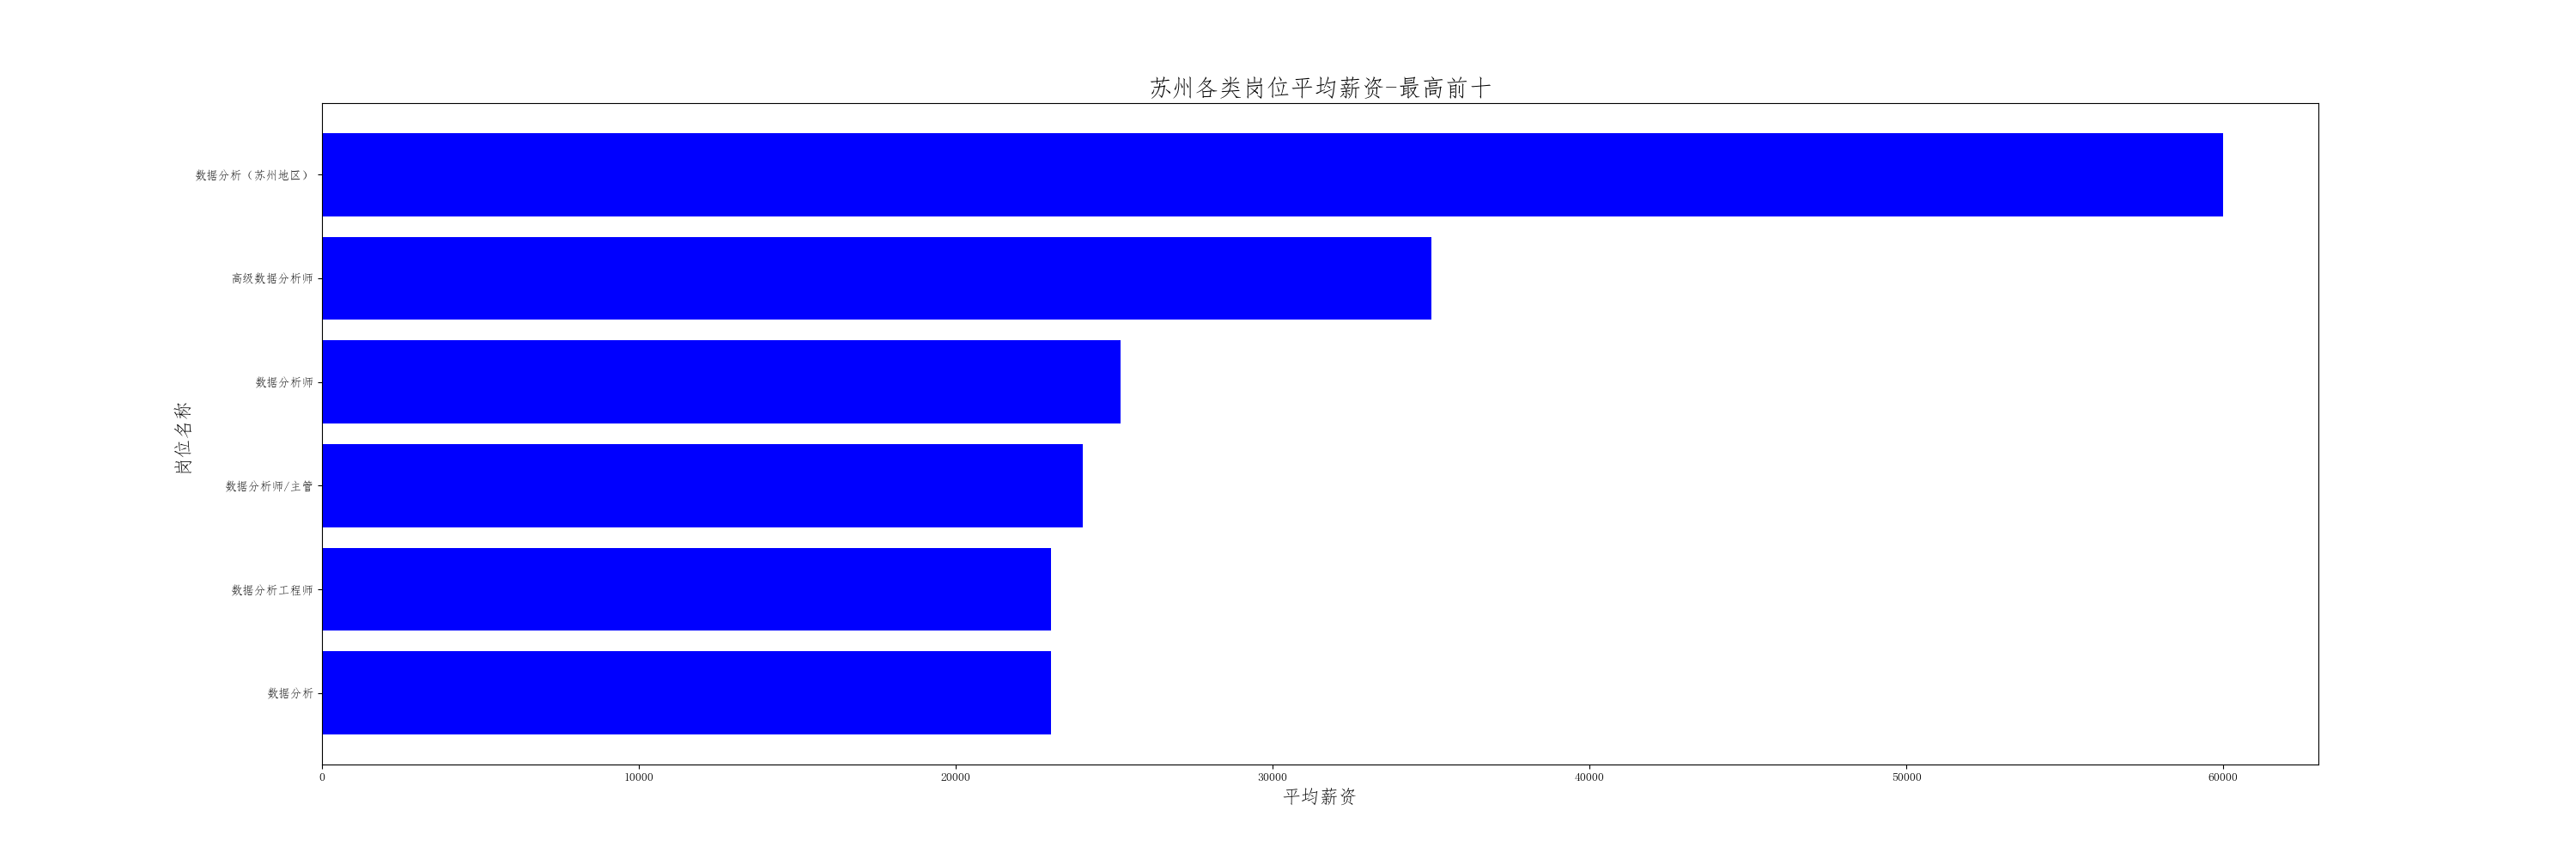 苏州各类岗位平均薪资-最高前十
岗位名称
数据分析（苏州地区）
高级数据分析师
数据分析师
数据分析师/主管
数据分析工程师
数据分析
0 10000 20000 30000 40000 50000 60000
平均薪资